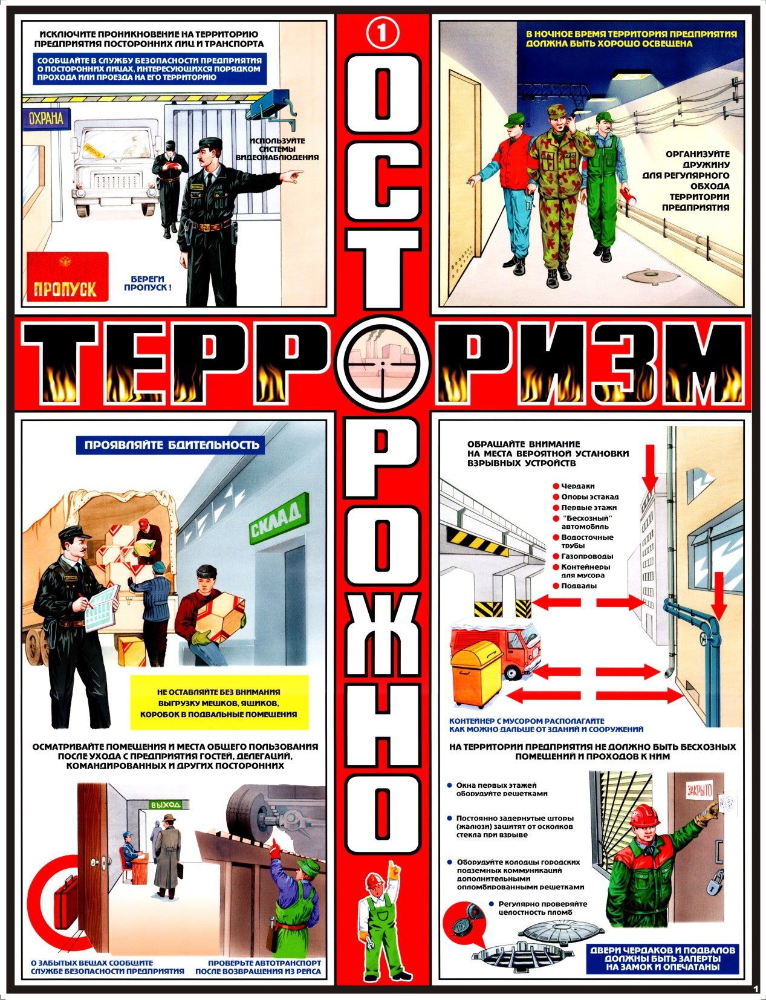 1
ОСТОРОЖНО
ТЕРРОРИЗМ
ИСКЛЮЧИТЕ ПРОНИКНОВЕНИЕ НА ТЕРРИТОРИЮ
ПРЕДПРИЯТИЯ ПОСТОРОННИХ ЛИЦ И ТРАНСПОРТА
СООБЩАЙТЕ В СЛУЖБУ БЕЗОПАСНОСТИ ПРЕДПРИЯТИЯ
О ПОСТОРОННИХ ЛИЦАХ, ИНТЕРЕСУЮЩИХСЯ ПОРЯДКОМ
ПРОХОДА ИЛИ ПРОЕЗДА НА ЕГО ТЕРРИТОРИЮ
ОХРАНА
ПРОПУСК
ИСПОЛЬЗУЙТЕ
СИСТЕМЫ
ВИДЕОНАБЛЮДЕНИЯ
ОХРАНА
ПРОПУСК
БЕРЕГИ
ПРОПУСК !
В НОЧНОЕ ВРЕМЯ ТЕРРИТОРИЯ ПРЕДПРИЯТИЯ
ДОЛЖНА БЫТЬ ХОРОШО ОСВЕЩЕНА
ОРГАНИЗУЙТЕ
ДРУЖИНУ
ДЛЯ РЕГУЛЯРНОГО
ОБХОДА
ТЕРРИТОРИИ
ПРЕДПРИЯТИЯ
ПРОЯВЛЯЙТЕ БДИТЕЛЬНОСТЬ
СКЛАД
ОХРАНА
НЕ ОСТАВЛЯЙТЕ БЕЗ ВНИМАНИЯ
ВЫГРУЗКУ МЕШКОВ, ЯЩИКОВ,
КОРОБОК В ПОДВАЛЬНЫЕ ПОМЕЩЕНИЯ
ОСМАТРИВАЙТЕ ПОМЕЩЕНИЯ И МЕСТА ОБЩЕГО ПОЛЬЗОВАНИЯ
ПОСЛЕ УХОДА С ПРЕДПРИЯТИЯ ГОСТЕЙ, ДЕЛЕГАЦИЙ,
КОМАНДИРОВАННЫХ И ДРУГИХ ПОСТОРОННИХ
ВЫХОД
О ЗАБЫТЫХ ВЕЩАХ СООБЩИТЕ
СЛУЖБЕ БЕЗОПАСНОСТИ ПРЕДПРИЯТИЯ
ПРОВЕРЬТЕ АВТОТРАНСПОРТ
ПОСЛЕ ВОЗВРАЩЕНИЯ ИЗ РЕЙСА
ОБРАЩАЙТЕ ВНИМАНИЕ
НА МЕСТА ВЕРОЯТНОЙ УСТАНОВКИ
ВЗРЫВНЫХ УСТРОЙСТВ
Чердаки
Опоры эстакад
Первые этажи
"Бесхозный"
автомобиль
Водосточные
трубы
Газопроводы
Контейнеры
для мусора
Подвалы
КОНТЕЙНЕР С МУСОРОМ РАСПОЛАГАЙТЕ
КАК МОЖНО ДАЛЬШЕ ОТ ЗДАНИЙ И СООРУЖЕНИЙ
НА ТЕРРИТОРИИ ПРЕДПРИЯТИЯ НЕ ДОЛЖНО БЫТЬ БЕСХОЗНЫХ
ПОМЕЩЕНИЙ И ПРОХОДОВ К НИМ
Окна первых этажей
оборудуйте решетками
Постоянно задернутые шторы
(жалюзи) защитят от осколков
стекла при взрыве
Оборудуйте колодцы городских
подземных коммуникаций
дополнительными
опломбированными решетками
Регулярно проверяйте
целостность пломб
ЗАКРЫТО
ДВЕРИ ЧЕРДАКОВ И ПОДВАЛОВ
ДОЛЖНЫ БЫТЬ ЗАПЕРТЫ
НА ЗАМОК И ОПЕЧАТАНЫ
1